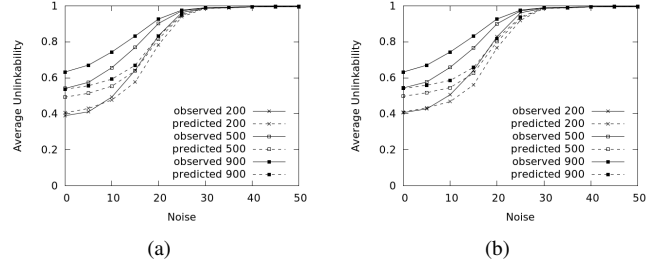 Average Unlinkability
1
0.8
0.6
0.4
0.2
0
observed 200
predicted 200
observed 500
predicted 500
observed 900
predicted 900
0 10 20 30 40 50
Noise
(a)
Average Unlinkability
1
0.8
0.6
0.4
0.2
0
observed 200
predicted 200
observed 500
predicted 500
observed 900
predicted 900
0 10 20 30 40 50
Noise
(b)